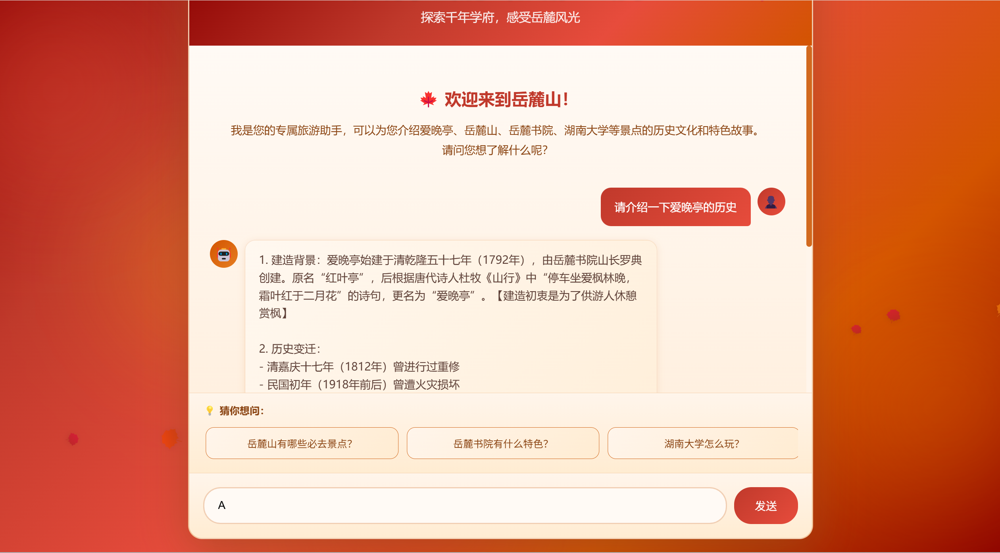 探索千年学府，感受岳麓风光
欢迎来到岳麓山！
我是您的专属旅游助手，可以为您介绍爱晚亭、岳麓山、岳麓书院、湖南大学等景点的历史文化和特色故事。
请问您想了解什么呢？
请介绍一下爱晚亭的历史
1. 建造背景：爱晚亭始建于清乾隆五十七年（1792年），由岳麓书院山长罗典
创建。原名“红叶亭”，后根据唐代诗人杜牧《山行》中“停车坐爱枫林晚，
霜叶红于二月花”的诗句，更名为“爱晚亭”。【建造初衷是为了供游人休憩
赏枫】
2. 历史变迁：
- 清嘉庆十七年（1812年）曾进行过重修
- 民国初年（1918年前后）曾遭火灾损坏
猜你想问：
岳麓山有哪些必去景点？
岳麓书院有什么特色？
湖南大学怎么玩？
A
发送